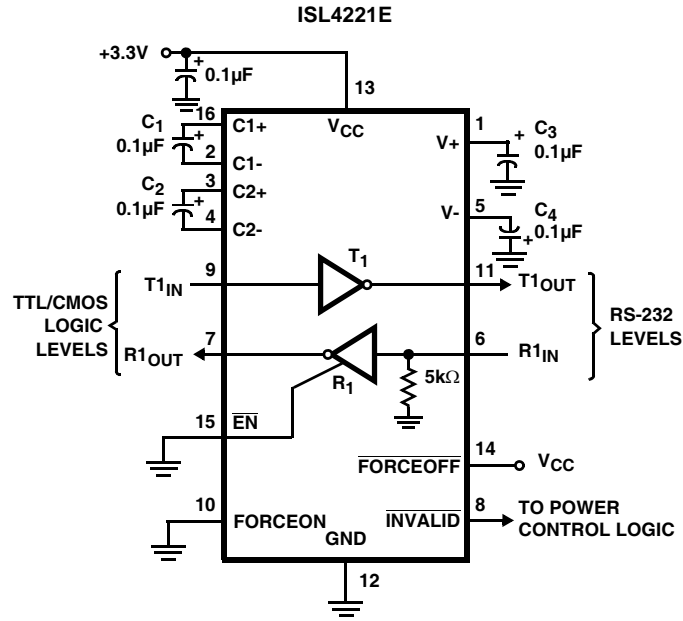 ISL4221E
+3.3V
+
0.1µF
13
16
C1
0.1µF
+
2
C1+
C1-
VCC
1
V+
+
C3
0.1µF
C2
0.1µF
+
3
4
C2+
C2-
5
V-
C4
0.1µF
+
T1
9
T1IN
11
T1OUT
TTL/CMOS
LOGIC
LEVELS
RS-232
LEVELS
7
R1OUT
R1
6
R1IN
5kΩ
15
EN
14
FORCEOFF
VCC
10
FORCEON
8
INVALID
TO POWER
CONTROL LOGIC
GND
12